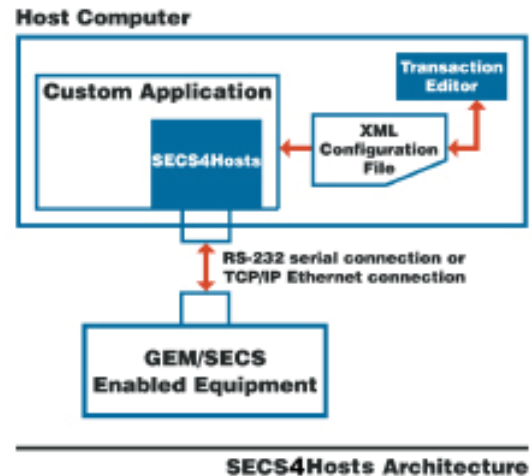 Host Computer
Transaction
Editor
Custom Application
XML
Configuration
File
SECS4Hosts
RS-232 serial connection or
TCP/IP Ethernet connection
GEM/SECS
Enabled Equipment
SECS4Hosts Architecture